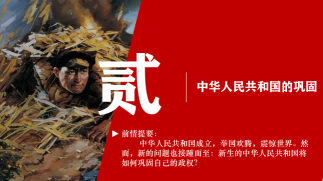 贰
中华人民共和国的巩固
▶ 前情提要：
中华人民共和国成立，举国欢腾，震惊世界。然
而，新的问题也接踵而至：新生的中华人民共和国将
如何巩固自己的政权？